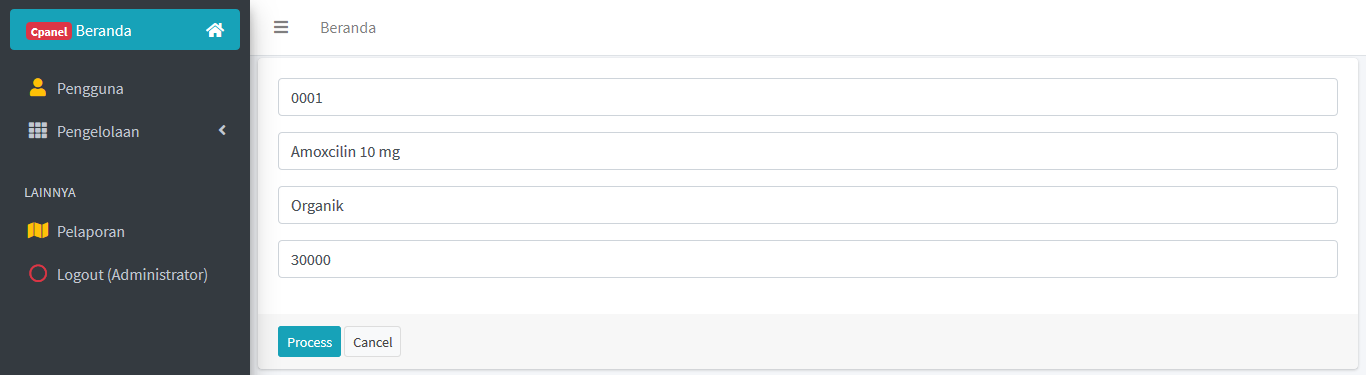 Cpanel Beranda
Beranda
Pengguna
Pengelolaan
LAINNYA
Pelaporan
Logout (Administrator)
0001
Amoxcilin 10 mg
Organik
30000
Process Cancel